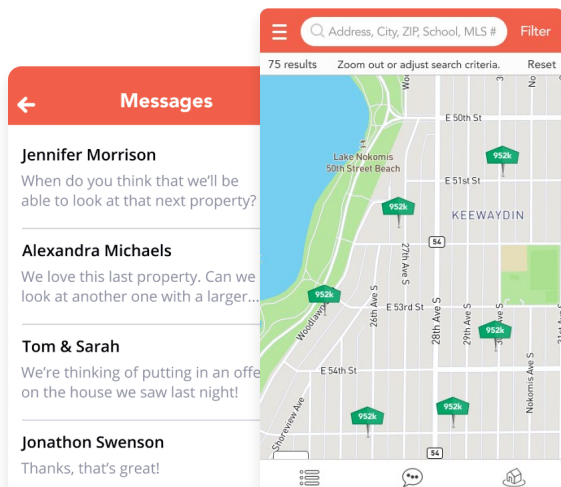 Messages
Jennifer Morrison
When do you think that we'll be
able to look at that next property?
Alexandra Michaels
We love this last property. Can we
look at another one with a larger...
Tom & Sarah
We're thinking of putting in an offe
on the house we saw last night!
Jonathon Swenson
Thanks, that's great!
Address, City, ZIP, School, MLS #
Filter
75 results
Zoom out or adjust search criteria.
Reset
E 50th St
Lake Nokomis
50th Street Beach
952k
E 51st St
952k
KEEWAYDIN
54
27th Ave S
952k
Woodlawn
26th Ave S
E 53rd St
28th Ave S
29th Ave S
952k
Ave S
31st Ave S
E 54th St
Nokomis Ave S
952k
952k
Shoreview Ave
54